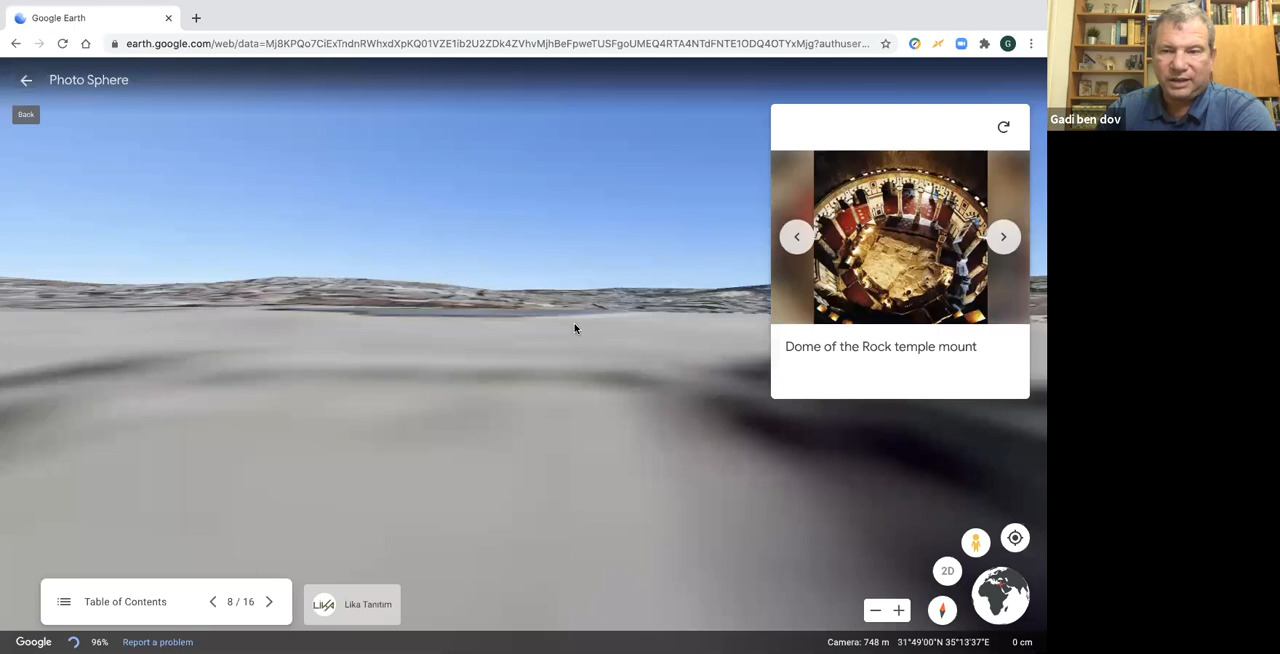 Google Earth
earth.google.com/web/data=Mj8KPQo7CiExTndnRWhxdXpKQ01VZE1ib2U2ZDk4ZVhvMjhBeFpweTUSFgoUMEQ4RTA4NTdFNTE1ODQ4OTYxMjg?authuser...
G
Photo Sphere
Back
Gadi ben dov
Dome of the Rock temple mount
2D
Table of Contents
8 / 16
LIKA
Lika Tanıtım
Google
96%
Report a problem
Camera: 748 m 31°49'00"N 35°13'37"E 0 cm